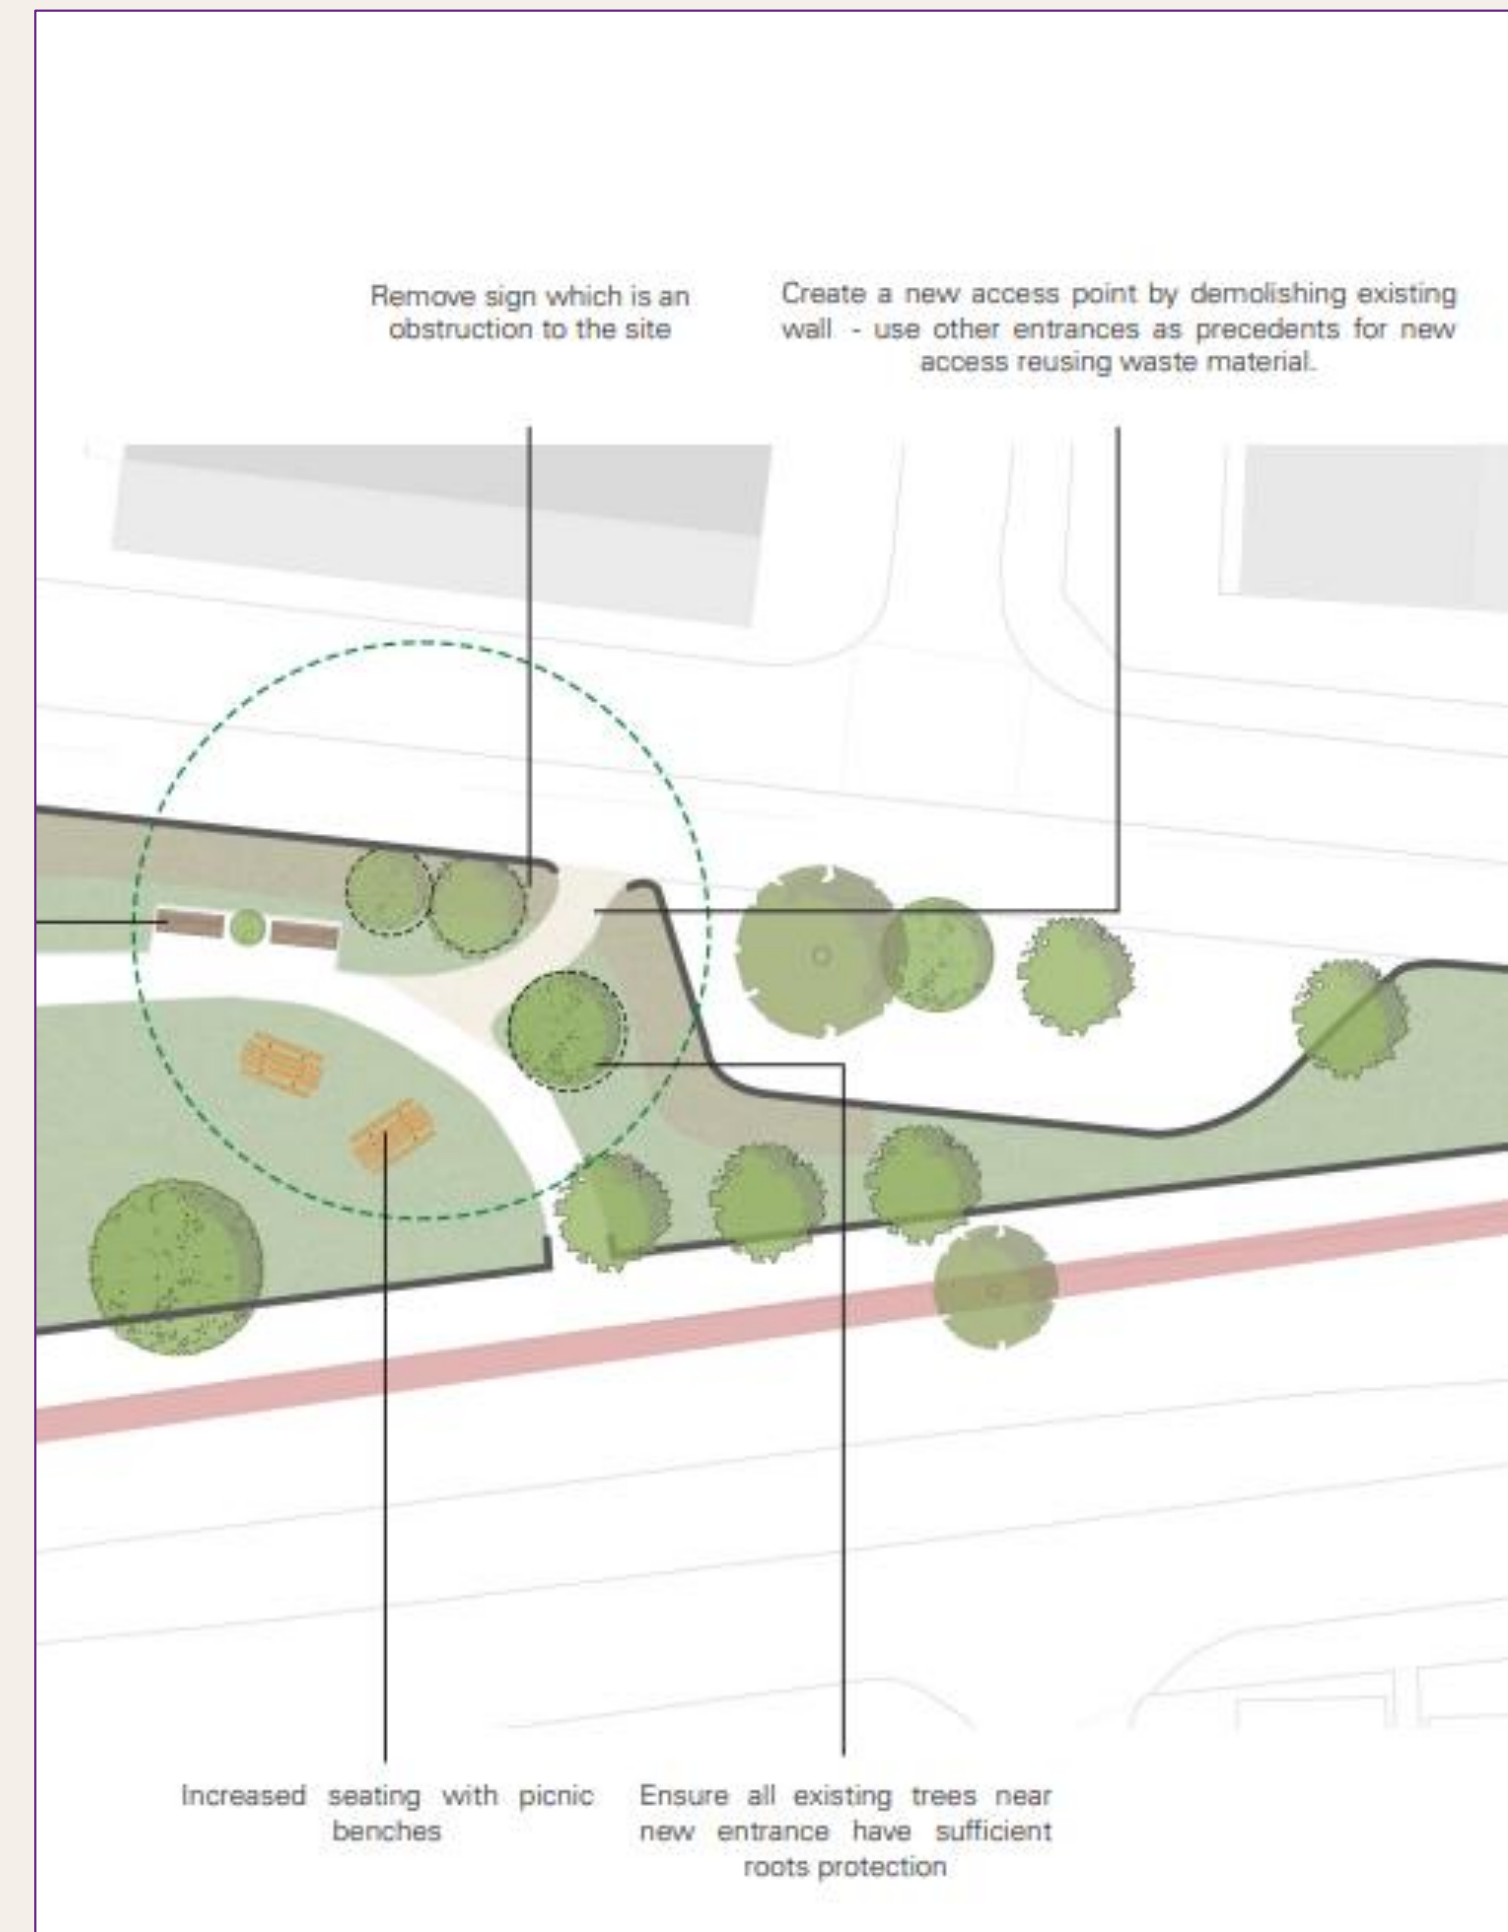 Remove sign which is an
obstruction to the site
Create a new access point by demolishing existing
wall - use other entrances as precedents for new
access reusing waste material.
Increased seating with picnic
benches
Ensure all existing trees near
new entrance have sufficient
roots protection